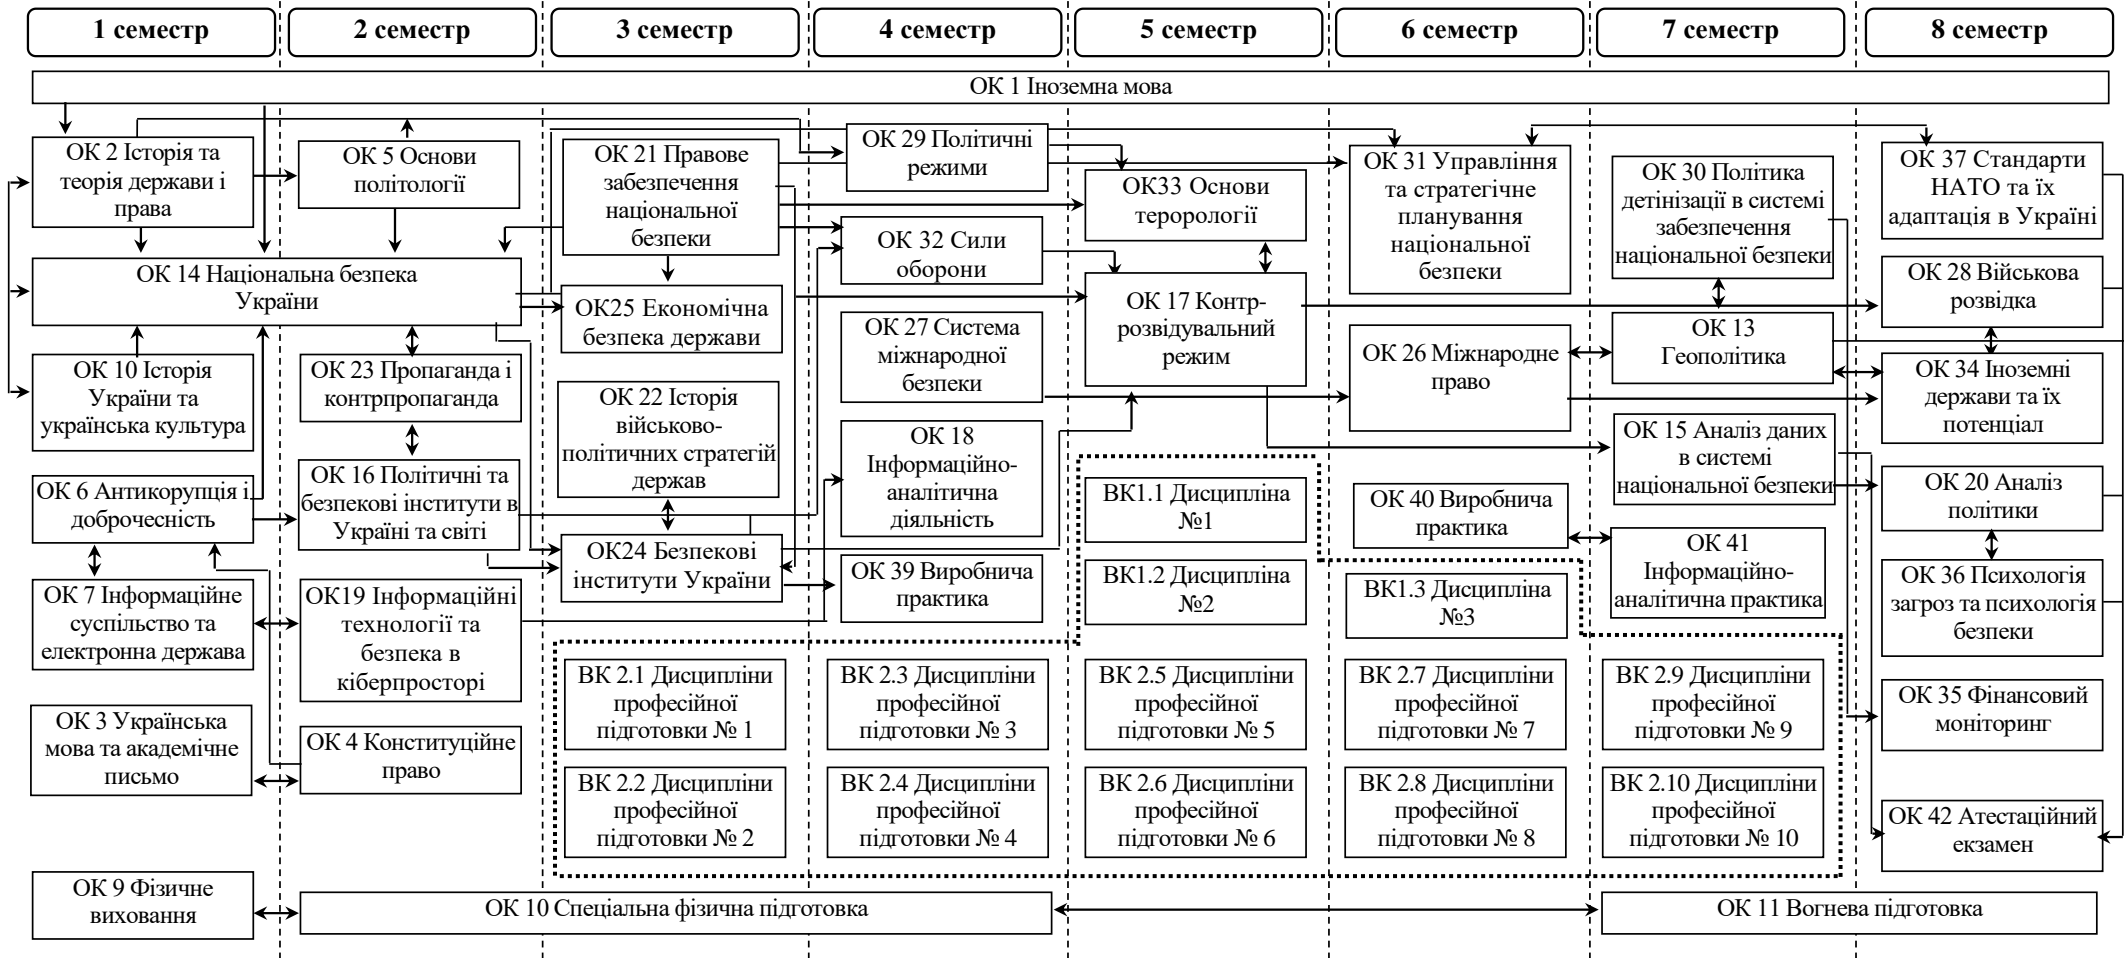 1 семестр
2 семестр
3 семестр
4 семестр
5 семестр
6 семестр
7 семестр
8 семестр
ОК 1 Іноземна мова
ОК 2 Історія та
теорія держави і
права
ОК 14 Національна безпека
України
ОК 10 Історія
України та
українська культура
ОК 6 Антикорупція і
доброчесність
ОК 7 Інформаційне
суспільство та
електронна держава
ОК 3 Українська
мова та академічне
письмо
ОК 9 Фізичне
виховання
ОК 5 Основи
політології
ОК 23 Пропаганда і
контрпропаганда
ОК 16 Політичні та
безпекові інститути в
Україні та світі
ОК19 Інформаційні
технології та
безпека в
кіберпросторі
ОК 4 Конституційне
право
ОК 10 Спеціальна фізична підготовка
ОК 21 Правове
забезпечення
національної
безпеки
ОК25 Економічна
безпека держави
ОК 22 Історія
військово-
політичних стратегій
держав
ОК24 Безпекові
інститути України
ВК 2.1 Дисципліни
професійної
підготовки № 1
ВК 2.2 Дисципліни
професійної
підготовки № 2
ОК 29 Політичні
режими
ОК 32 Сили
оборони
ОК 27 Система
міжнародної
безпеки
ОК 18
Інформаційно-
аналітична
діяльність
ОК 39 Виробнича
практика
ВК 2.3 Дисципліни
професійної
підготовки № 3
ВК 2.4 Дисципліни
професійної
підготовки № 4
ОК33 Основи
терорології
ОК 17 Контр-
розвідувальний
режим
ВК1.1 Дисципліна
№1
ВК1.2 Дисципліна
№2
ВК 2.5 Дисципліни
професійної
підготовки № 5
ВК 2.6 Дисципліни
професійної
підготовки № 6
ОК 31 Управління
та стратегічне
планування
національної
безпеки
ОК 26 Міжнародне
право
ОК 40 Виробнича
практика
ВК1.3 Дисципліна
№3
ВК 2.7 Дисципліни
професійної
підготовки № 7
ВК 2.8 Дисципліни
професійної
підготовки № 8
ОК 30 Політика
детінізації в системі
забезпечення
національної безпеки
ОК 13
Геополітика
ОК 15 Аналіз даних
в системі
національної безпеки
ОК 41
Інформаційно-
аналітична практика
ВК 2.9 Дисципліни
професійної
підготовки № 9
ВК 2.10 Дисципліни
професійної
підготовки № 10
ОК 11 Вогнева підготовка
ОК 37 Стандарти
НАТО та їх
адаптація в Україні
ОК 28 Військова
розвідка
ОК 34 Іноземні
держави та їх
потенціал
ОК 20 Аналіз
політики
ОК 36 Психологія
загроз та психологія
безпеки
ОК 35 Фінансовий
моніторинг
ОК 42 Атестаційний
екзамен